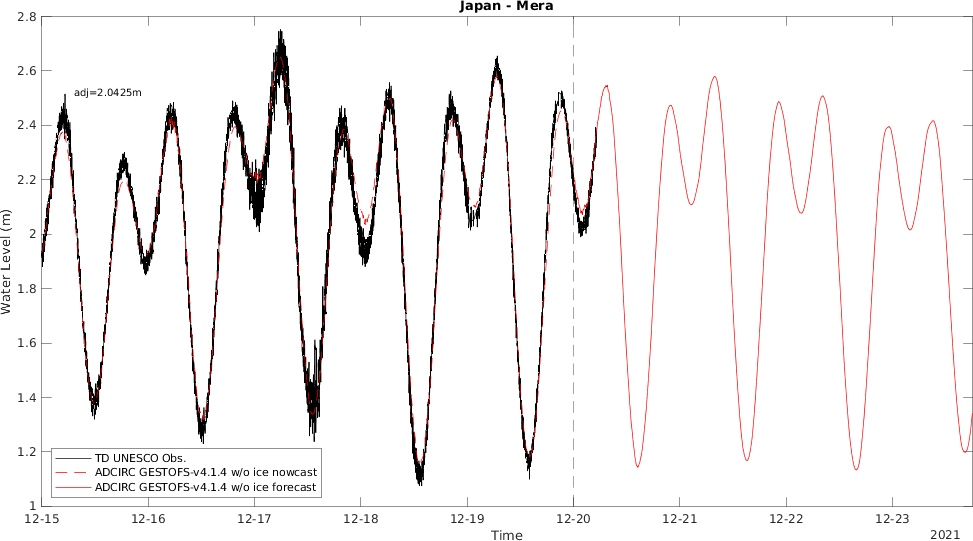 Japan - Mera
2.8
2.6
2.4
2.2
2
1.8
1.6
1.4
1.2
1
Water Level (m)
adj=2.0425m
TD UNESCO Obs.
ADCIRC GESTOFS-v4.1.4 w/o ice nowcast
ADCIRC GESTOFS-v4.1.4 w/o ice forecast
12-15 12-16 12-17 12-18 12-19 12-20 12-21 12-22 12-23
Time
2021